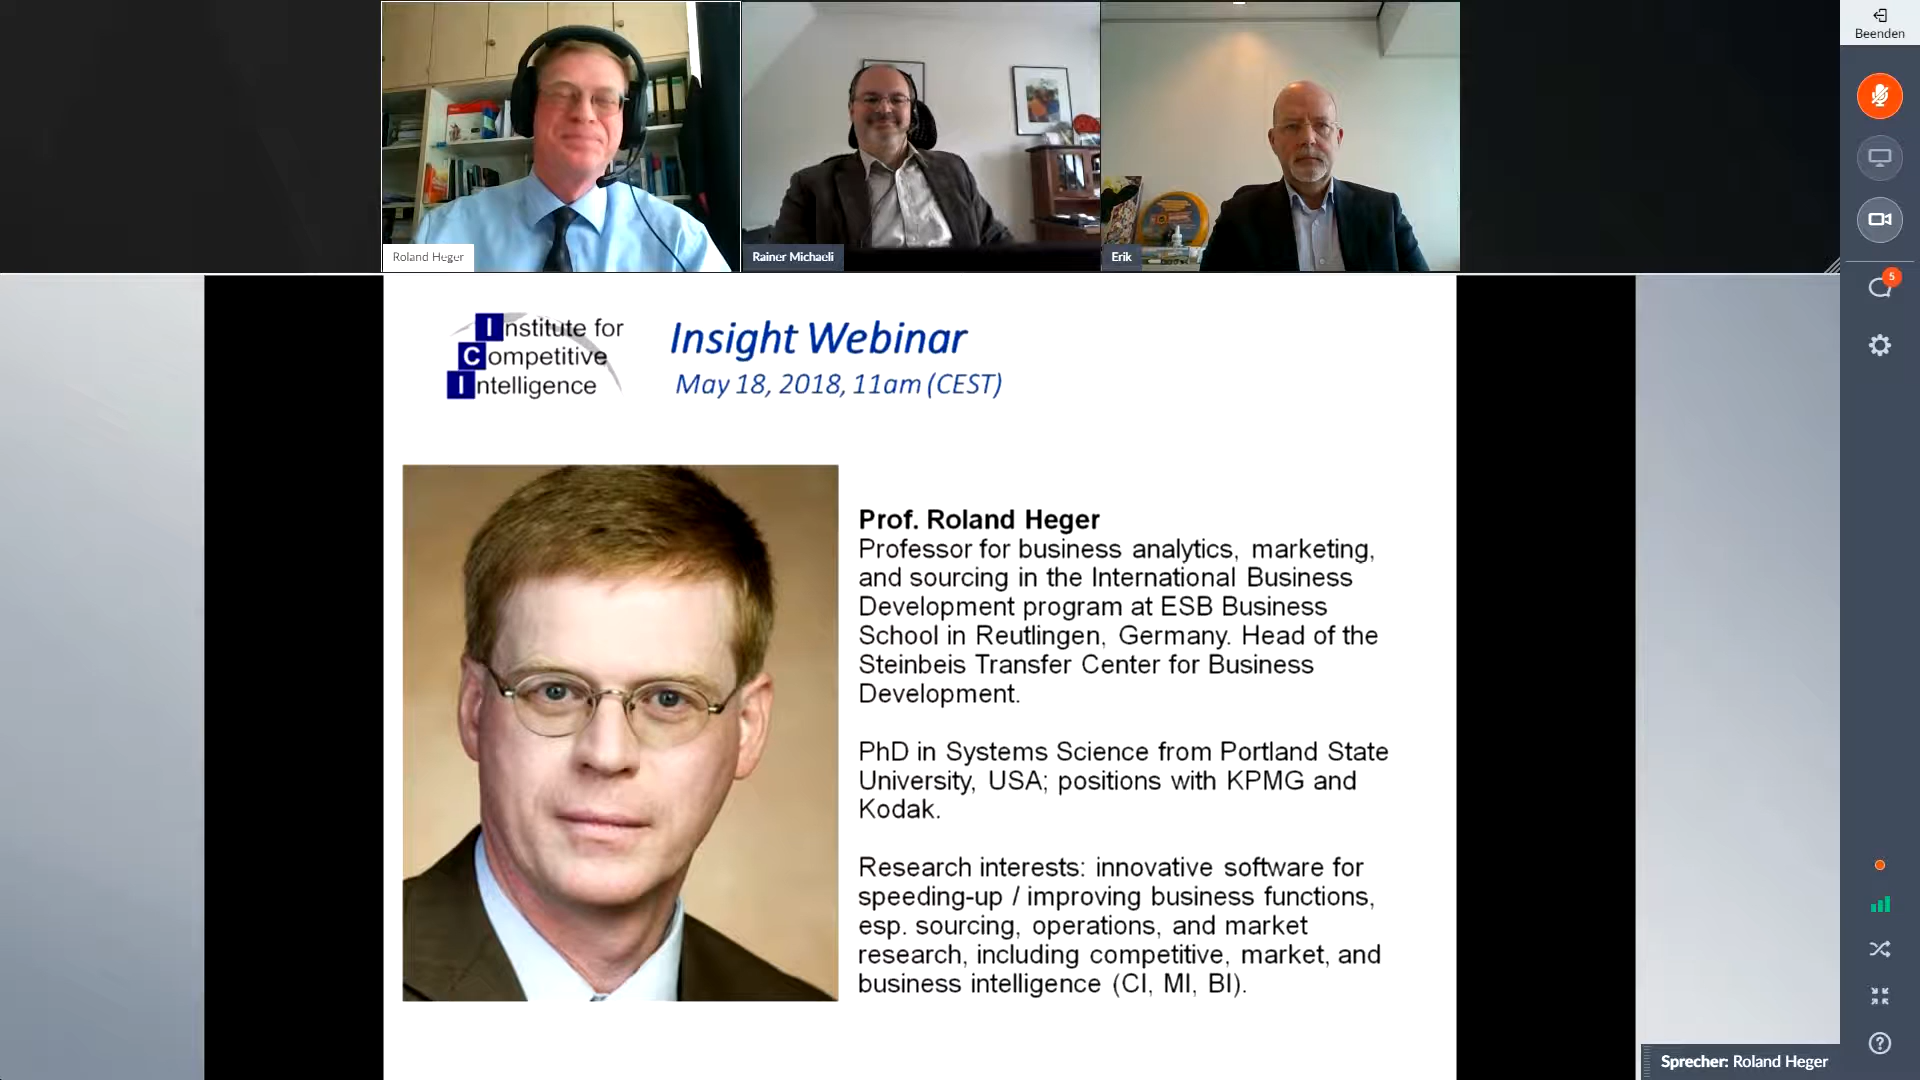 Beenden
Roland Heger
Rainer Michaeli
Erik
5
Institute for
Competitive
Intelligence
Insight Webinar
May 18, 2018, 11am (CEST)
Prof. Roland Heger
Professor for business analytics, marketing,
and sourcing in the International Business
Development program at ESB Business
School in Reutlingen, Germany. Head of the
Steinbeis Transfer Center for Business
Development.
PhD in Systems Science from Portland State
University, USA; positions with KPMG and
Kodak.
Research interests: innovative software for
speeding-up / improving business functions,
esp. sourcing, operations, and market
research, including competitive, market, and
business intelligence (CI, MI, BI).
Sprecher: Roland Heger